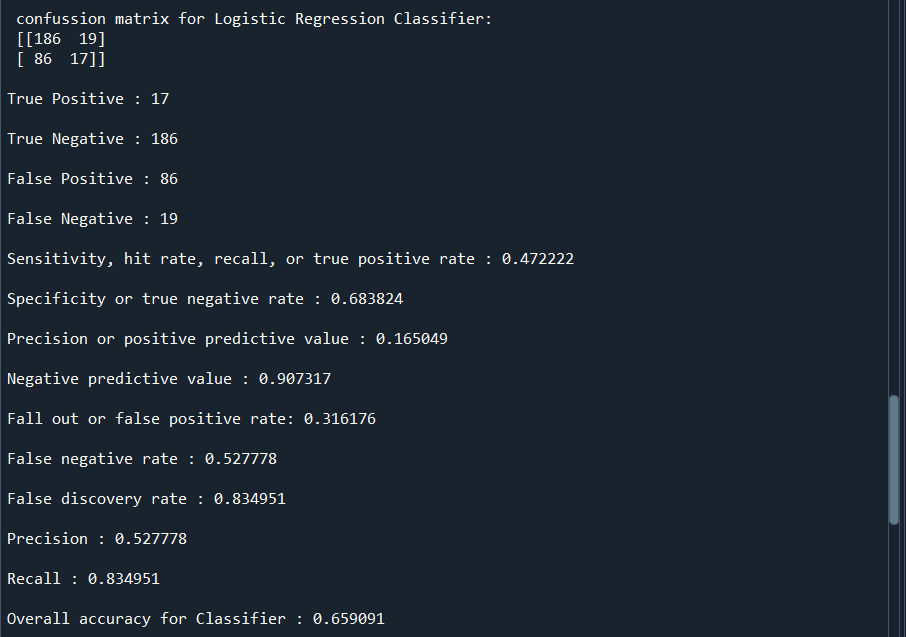 confussion matrix for Logistic Regression Classifier:
[[186  19]
[ 86  17]]
True Positive : 17
True Negative : 186
False Positive : 86
False Negative : 19
Sensitivity, hit rate, recall, or true positive rate : 0.472222
Specificity or true negative rate : 0.683824
Precision or positive predictive value : 0.165049
Negative predictive value : 0.907317
Fall out or false positive rate: 0.316176
False negative rate : 0.527778
False discovery rate : 0.834951
Precision : 0.527778
Recall : 0.834951
Overall accuracy for Classifier : 0.659091